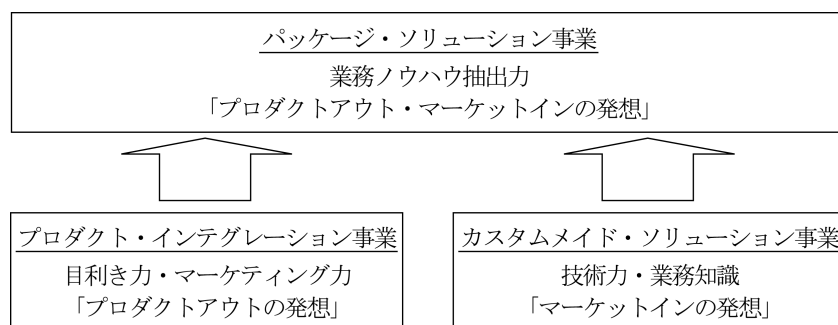 パッケージ・ソリューション事業
業務ノウハウ抽出力
「プロダクトアウト・マーケットインの発想」
プロダクト・インテグレーション事業
目利き力・マーケティング力
「プロダクトアウトの発想」
カスタムメイド・ソリューション事業
技術力・業務知識
「マーケットインの発想」